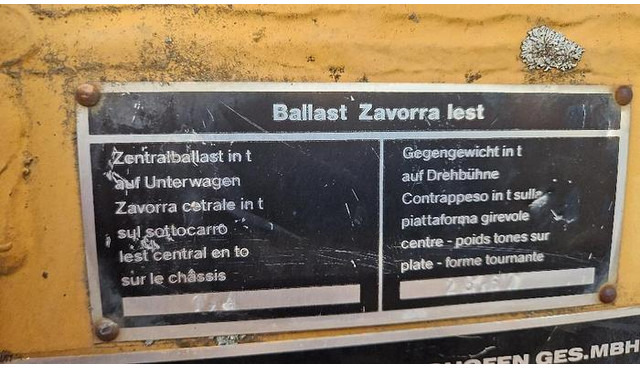 Ballast Zavorra lest
Zentralballast in t
auf Unterwagen
Zavorra cetrale in t
sul sottocarro
lest central en to
sur le châssis
Gegengewicht in t
auf Drehbühne
Contrappeso in t sulla
piattaforma girevole
centre - poids tones sur
plate - forme tournante
GES.MBH